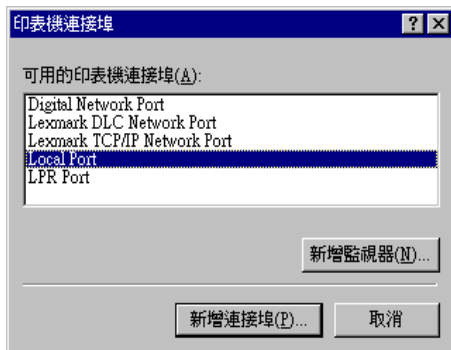 印表機連接埠
可用的印表機連接埠(A):
Digital Network Port
Lexmark DLC Network Port
Lexmark TCP/IP Network Port
Local Port
LPR Port
新增監視器(N)...
新增連接埠(P)...
取消